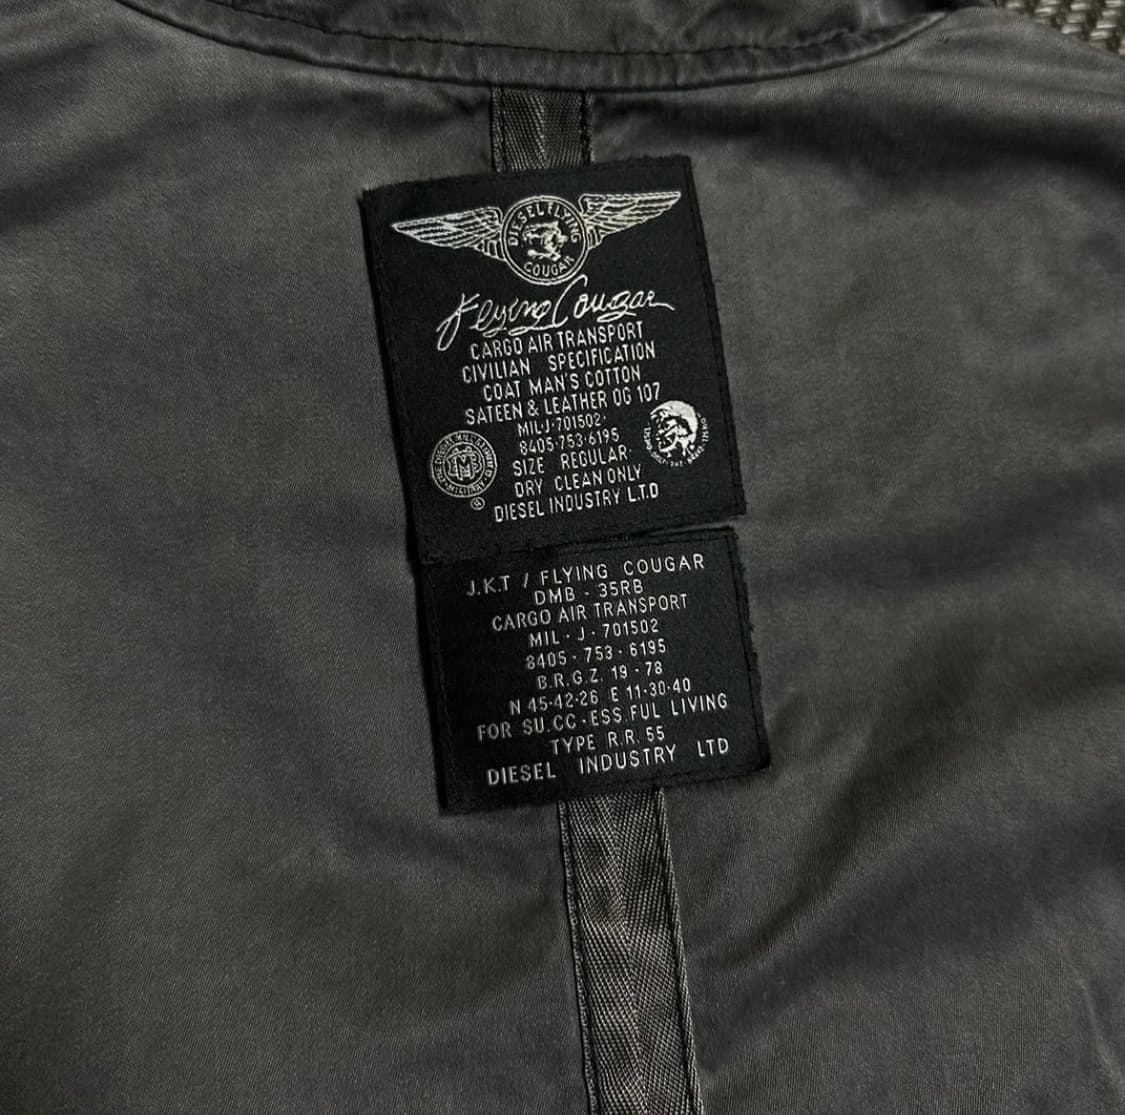 DIESEL FLYING
COUGAR
Flying Cougar
CARGO AIR TRANSPORT
CIVILIAN SPECIFICATION
COAT MAN'S COTTON
SATEEN & LEATHER OG 107
MIL·J·701502·
8405·753·6195
SIZE REGULAR
DRY CLEAN ONLY
DIESEL INDUSTRY L.T.D
MILITARY
®
J.K.T / FLYING COUGAR
DMB - 35RB
CARGO AIR TRANSPORT
MIL - J - 701502
8405 - 753 - 6195
B.R.G.Z. 19 - 78
N 45·42·26 E 11·30·40
FOR SU.CC·ESS.FUL LIVING
TYPE R.R. 55
DIESEL INDUSTRY LTD